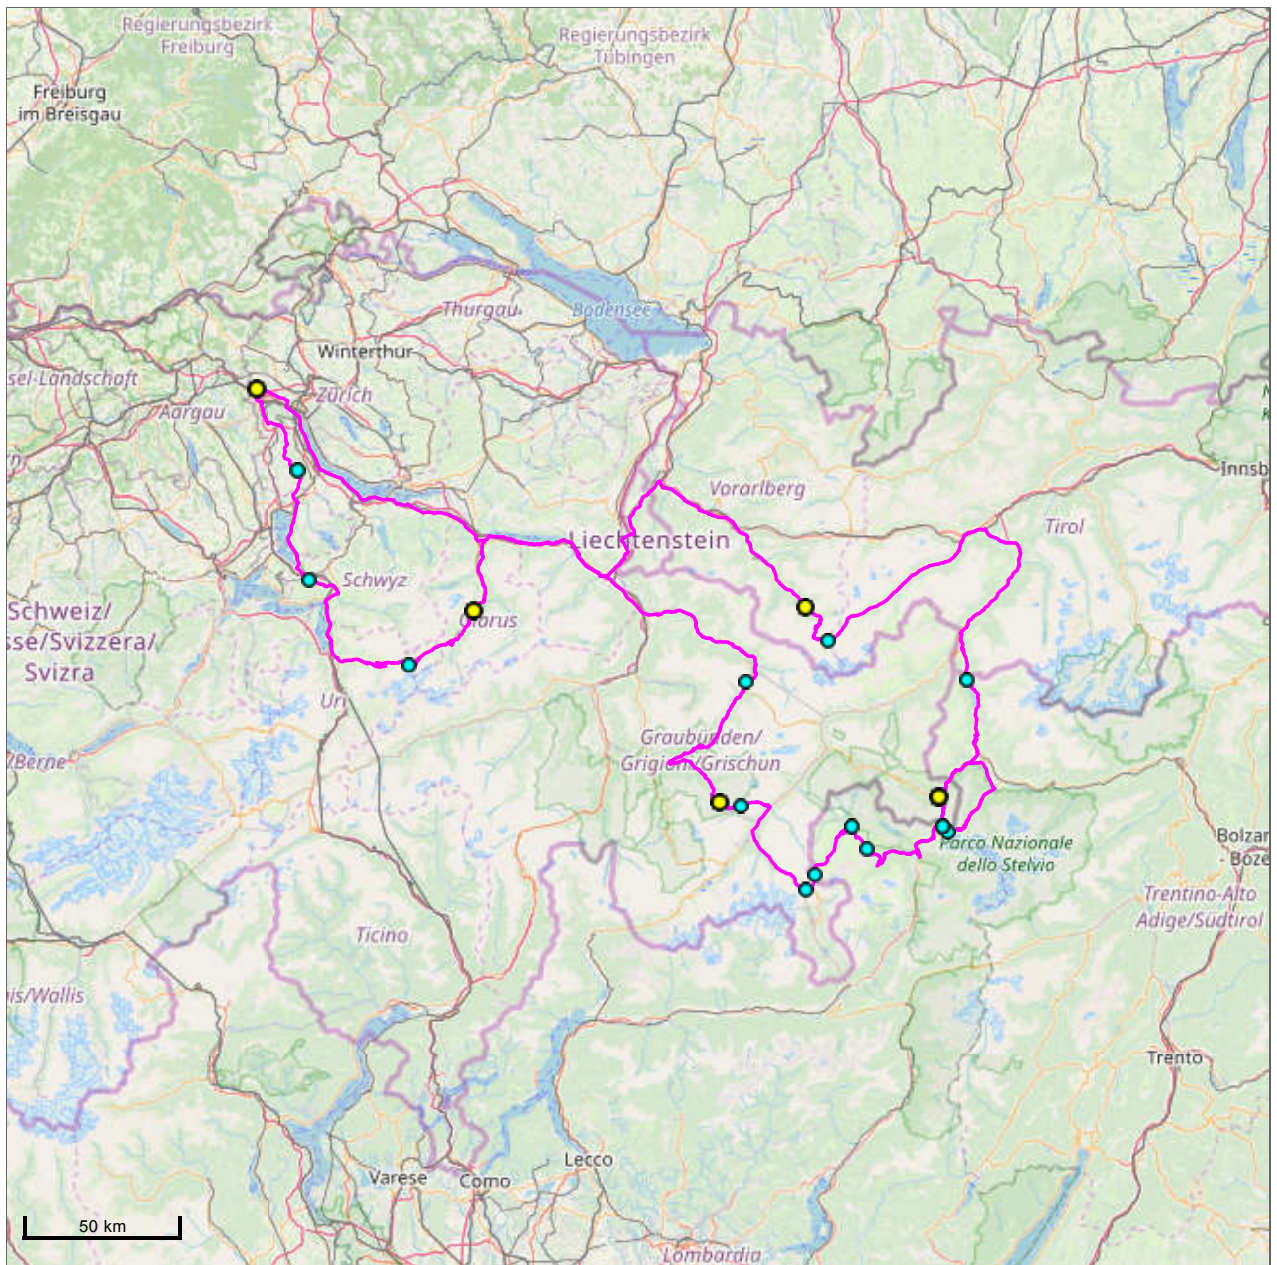 Regierungsbezirk
Freiburg
Regierungsbezirk
Tübingen
Freiburg
im Breisgau
Thurgau
Bodensee
Winterthur
sel-Landschaft
Zürich
Aargau
Innsb
Vorarlberg
Tirol
Liechtenstein
Schwyz
Schweiz/
sse/Svizzera/
Svizra
Glarus
Uri
Graubünden/
Grigioni/Grischun
/Berne
Parco Nazionale
dello Stelvio
Bolzan
- Boze
Trentino-Alto
Adige/Südtirol
Ticino
is/Wallis
Trento
Lecco
Varese
Como
50 km
Lombardia